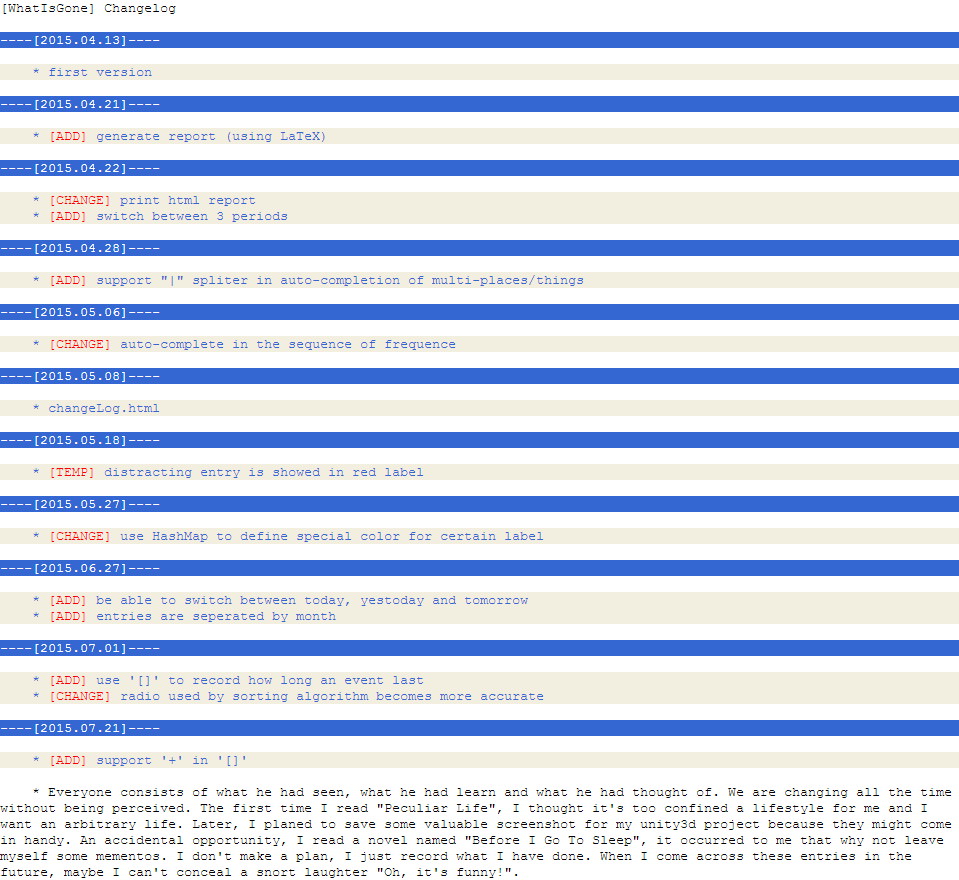 [WhatIsGone] Changelog
----[2015.04.13]----
* first version
----[2015.04.21]----
* [ADD] generate report (using LaTeX)
----[2015.04.22]----
* [CHANGE] print html report
* [ADD] switch between 3 periods
----[2015.04.28]----
* [ADD] support "|" spliter in auto-completion of multi-places/things
----[2015.05.06]----
* [CHANGE] auto-complete in the sequence of frequence
----[2015.05.08]----
* changeLog.html
----[2015.05.18]----
* [TEMP] distracting entry is showed in red label
----[2015.05.27]----
* [CHANGE] use HashMap to define special color for certain label
----[2015.06.27]----
* [ADD] be able to switch between today, yestoday and tomorrow
* [ADD] entries are seperated by month
----[2015.07.01]----
* [ADD] use '[]' to record how long an event last
* [CHANGE] radio used by sorting algorithm becomes more accurate
----[2015.07.21]----
* [ADD] support '+' in '[]'
* Everyone consists of what he had seen, what he had learn and what he had thought of. We are changing all the time
without being perceived. The first time I read "Peculiar Life", I thought it's too confined a lifestyle for me and I
want an arbitrary life. Later, I planed to save some valuable screenshot for my unity3d project because they might come
in handy. An accidental opportunity, I read a novel named "Before I Go To Sleep", it occurred to me that why not leave
myself some mementos. I don't make a plan, I just record what I have done. When I come across these entries in the
future, maybe I can't conceal a snort laughter "Oh, it's funny!".